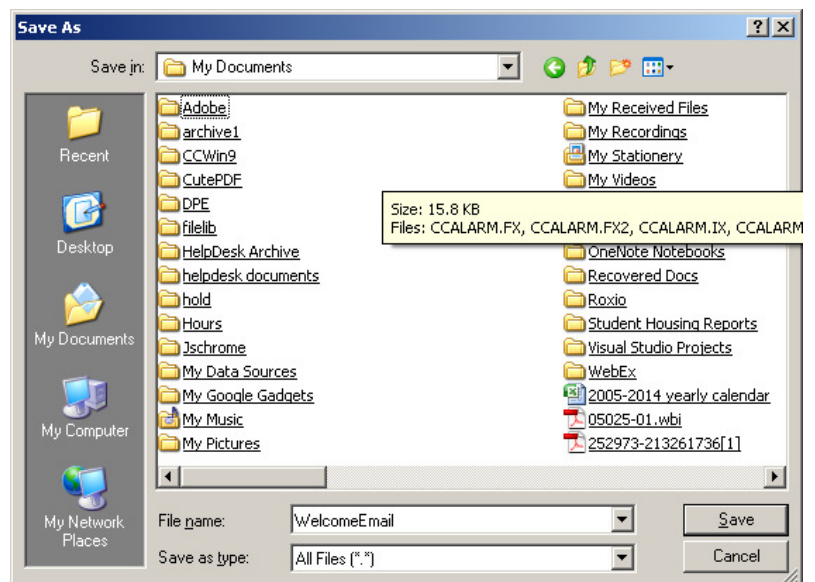 Save As
Save in: My Documents
Recent
Desktop
My Documents
My Computer
My Network
Places
Adobe
archive1
CCWin9
CutePDF
DPE
filelib
HelpDesk Archive
helpdesk documents
hold
Hours
Jschrome
My Data Sources
My Google Gadgets
My Music
My Pictures
My Received Files
My Recordings
My Stationery
My Videos
Size: 15.8 KB
Files: CCALARM.FX, CCALARM.FX2, CCALARM.IX, CCALARM
OneNote Notebooks
Recovered Docs
Roxio
Student Housing Reports
Visual Studio Projects
WebEx
2005-2014 yearly calendar
05025-01.wbi
252973-213261736[1]
File name: WelcomeEmail
Save
Save as type: All Files (*.*)
Cancel